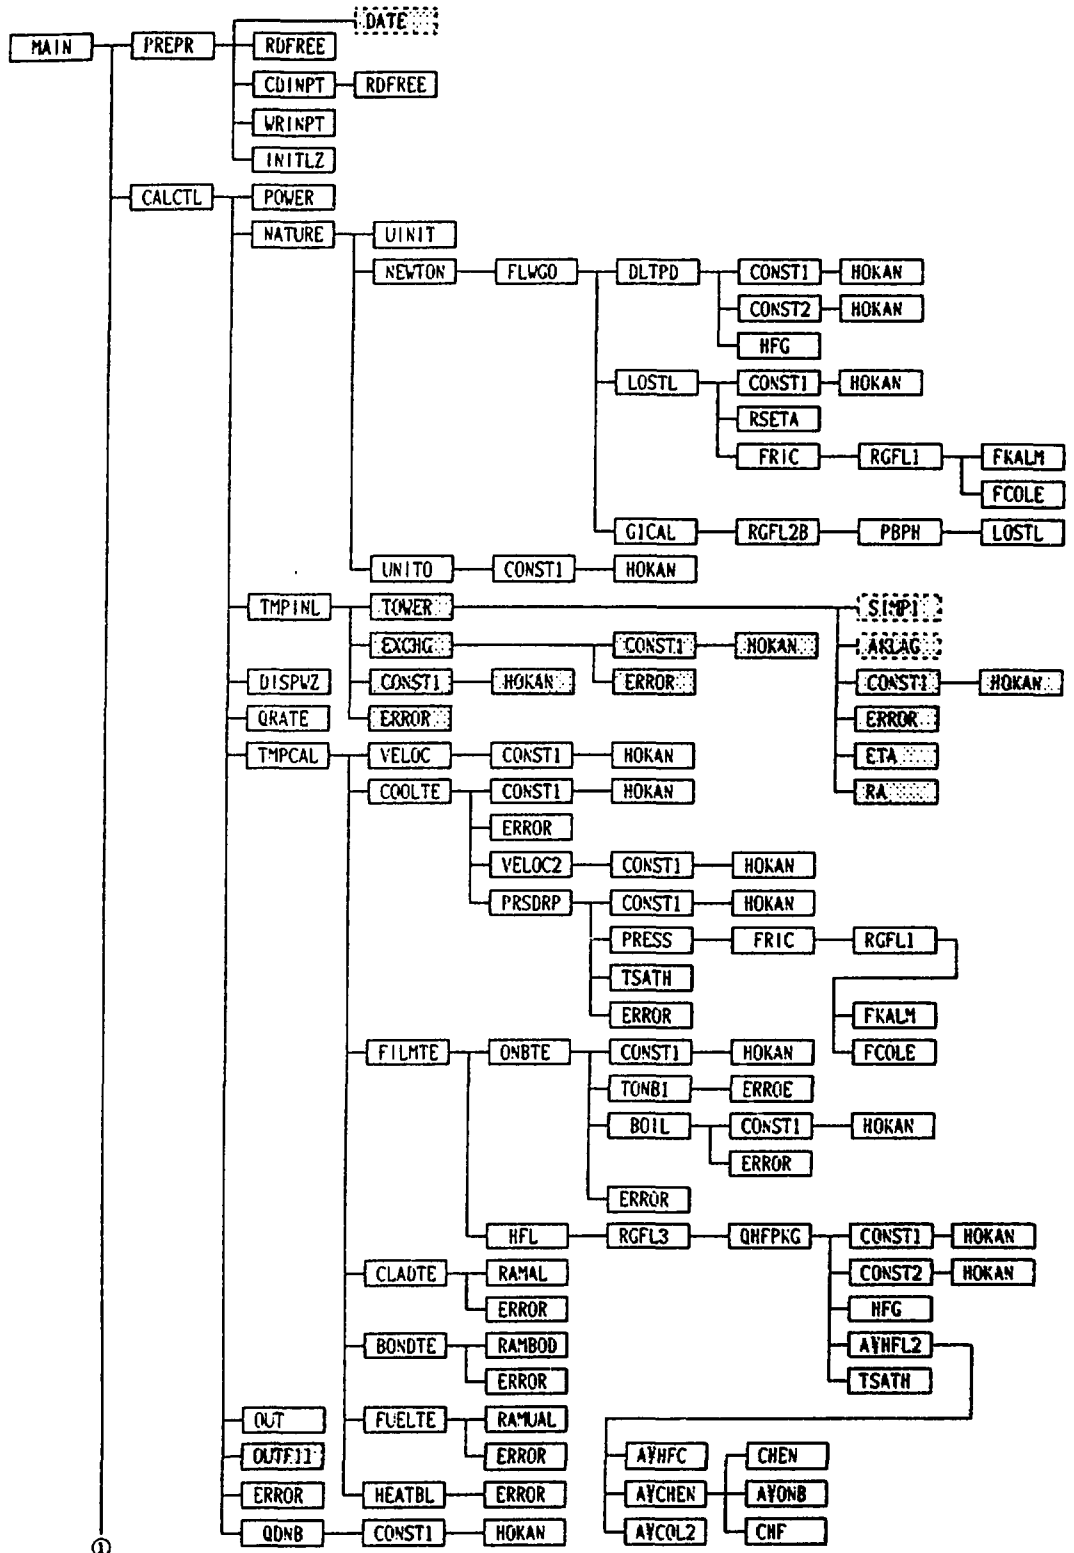 DATE
MAIN PREPR RDFREE
CDINPT RDFREE
WRINPT
INITLZ
CALCTL POWER
NATURE UINIT
NEWTON FLWGO DLTPD CONST1 HOKAN
CONST2 HOKAN
HFG
LOSTL CONST1 HOKAN
RSETA
FRIC RGFL1 FKALM
FCOLE
GICAL RGFL2B PBPH LOSTL
UNITO CONST1 HOKAN
TMPINL TOWER SIMP1
EXCHG CONST1 HOKAN AKLAG
DISPWZ CONST1 HOKAN ERROR CONST1 HOKAN
QRATE ERROR ERROR
TMPCAL VELOC CONST1 HOKAN ETA
COOLTE CONST1 HOKAN RA
ERROR
VELOC2 CONST1 HOKAN
PRSDRP CONST1 HOKAN
PRESS FRIC RGFL1
TSATH
ERROR FKALM
FILMTE ONBTE CONST1 HOKAN FCOLE
TONB1 ERROE
BOIL CONST1 HOKAN
ERROR
ERROR
HFL RGFL3 QHFPKG CONST1 HOKAN
CLADTE RAMAL CONST2 HOKAN
ERROR HFG
BONDTE RAMBOD A¥HFL2
ERROR TSATH
OUT FUELTE RAMUAL
OUTF11 ERROR A¥HFC CHEN
ERROR HEATBL ERROR A¥CHEN A¥ONB
QDNB CONST1 HOKAN A¥COL2 CHF
①